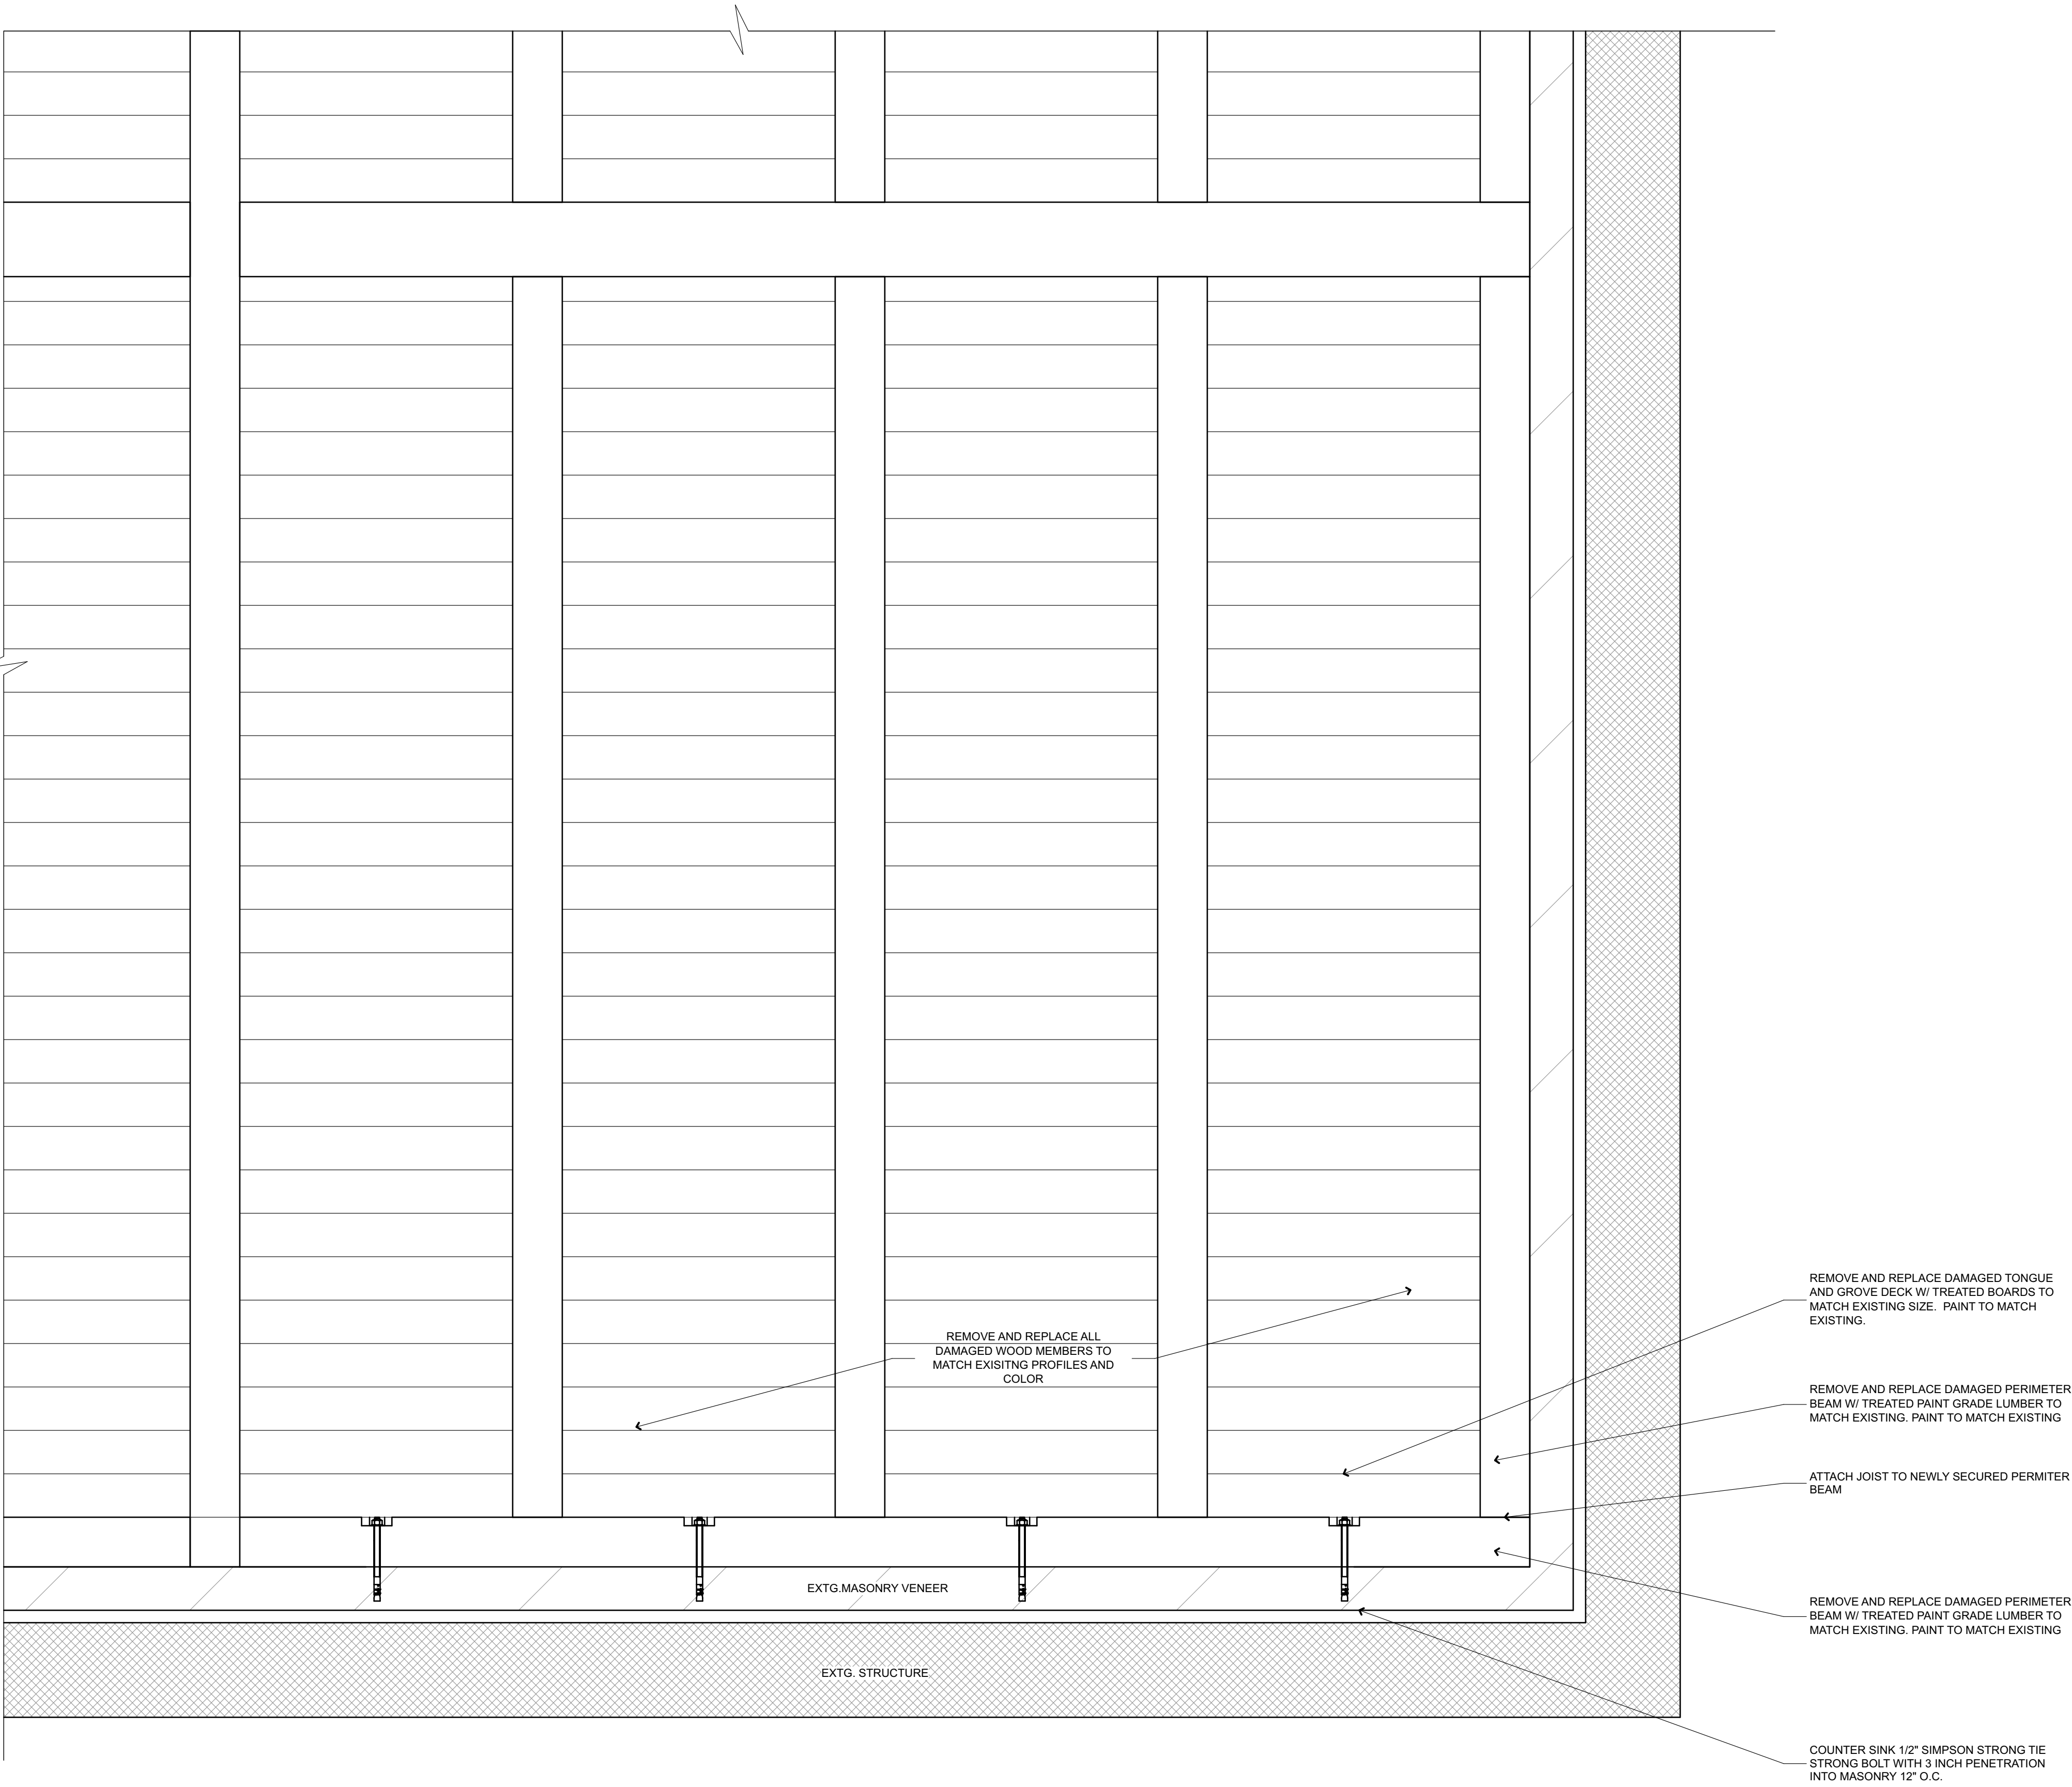 REMOVE AND REPLACE DAMAGED TONGUE
AND GROVE DECK W/ TREATED BOARDS TO
MATCH EXISTING SIZE.  PAINT TO MATCH
EXISTING.
REMOVE AND REPLACE ALL
DAMAGED WOOD MEMBERS TO
MATCH EXISITNG PROFILES AND
COLOR
REMOVE AND REPLACE DAMAGED PERIMETER
BEAM W/ TREATED PAINT GRADE LUMBER TO
MATCH EXISTING. PAINT TO MATCH EXISTING
ATTACH JOIST TO NEWLY SECURED PERMITER
BEAM
EXTG.MASONRY VENEER
REMOVE AND REPLACE DAMAGED PERIMETER
BEAM W/ TREATED PAINT GRADE LUMBER TO
MATCH EXISTING. PAINT TO MATCH EXISTING
EXTG. STRUCTURE
COUNTER SINK 1/2" SIMPSON STRONG TIE
STRONG BOLT WITH 3 INCH PENETRATION
INTO MASONRY 12" O.C.